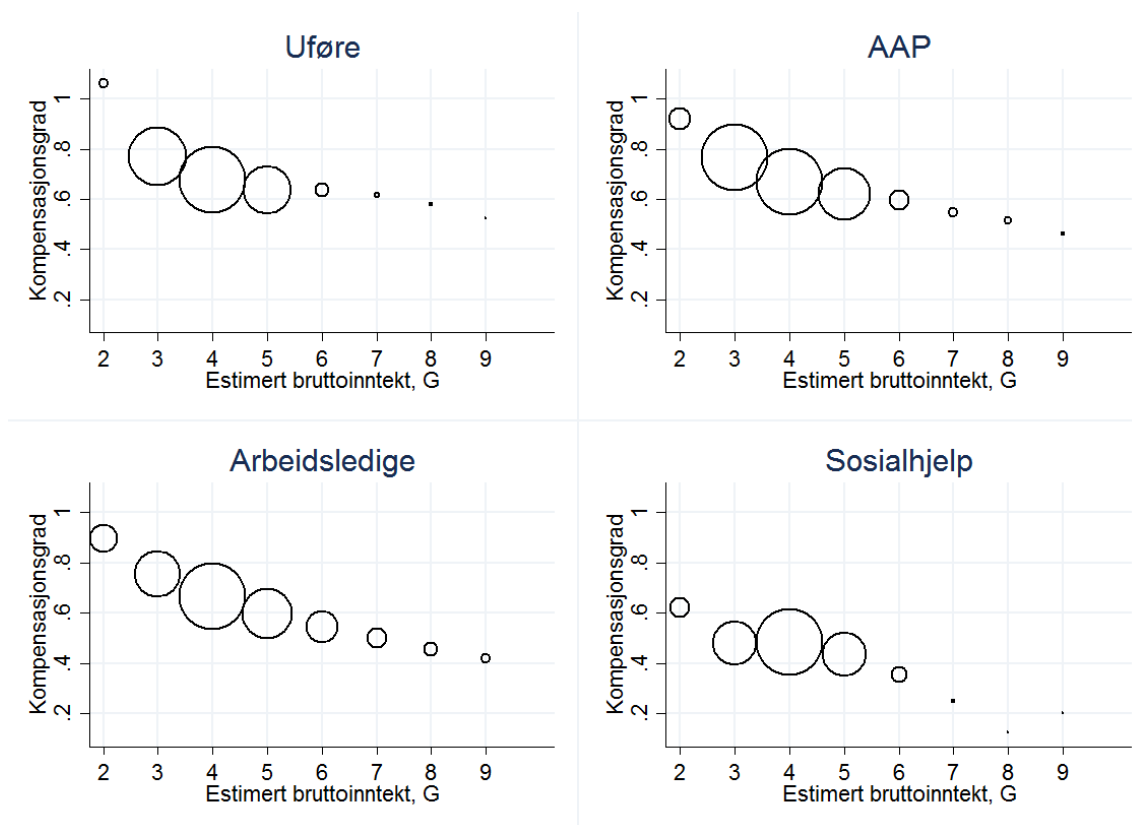 Uføre
Kompensasjonsgrad
1
.8
.6
.4
.2
2 3 4 5 6 7 8 9
Estimert bruttoinntekt, G
AAP
Kompensasjonsgrad
1
.8
.6
.4
.2
2 3 4 5 6 7 8 9
Estimert bruttoinntekt, G
Arbeidsledige
Kompensasjonsgrad
1
.8
.6
.4
.2
2 3 4 5 6 7 8 9
Estimert bruttoinntekt, G
Sosialhjelp
Kompensasjonsgrad
1
.8
.6
.4
.2
2 3 4 5 6 7 8 9
Estimert bruttoinntekt, G